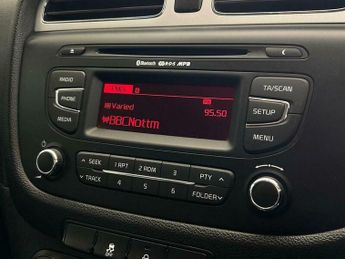 Bluetooth RDS MP3
RADIO
PHONE
MEDIA
TA/SCAN
SETUP
MENU
Varied
95.50
BBCNottm
SEEK
TRACK
1 RPT
2 RDM
3
4
5
6
PTY
FOLDER